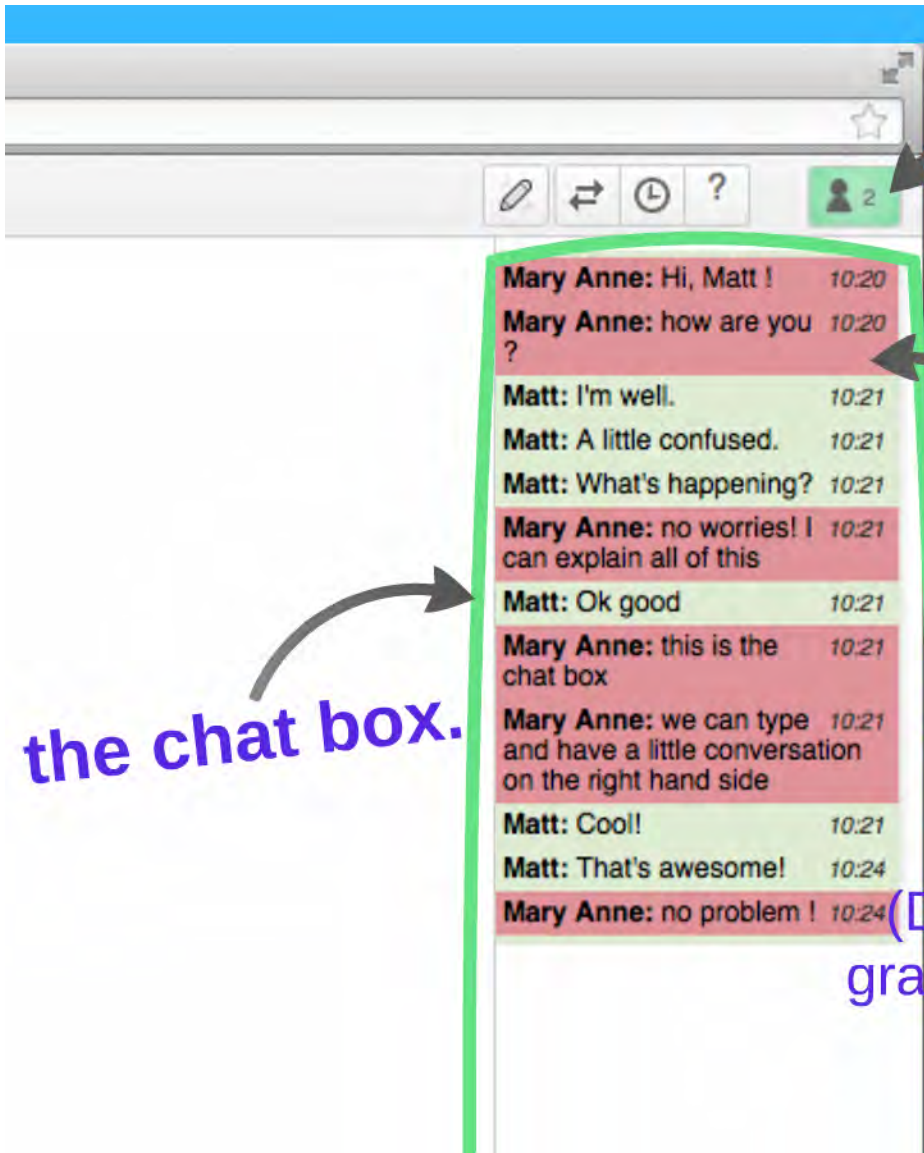 ?
2
Mary Anne: Hi, Matt ! 10:20
Mary Anne: how are you 10:20
?
Matt: I'm well. 10:21
Matt: A little confused. 10:21
Matt: What's happening? 10:21
Mary Anne: no worries! I 10:21
can explain all of this
Matt: Ok good 10:21
Mary Anne: this is the 10:21
chat box
Mary Anne: we can type 10:21
and have a little conversation
on the right hand side
the chat box.
Matt: Cool! 10:21
Matt: That's awesome! 10:24
Mary Anne: no problem ! 10:24
(D
gra